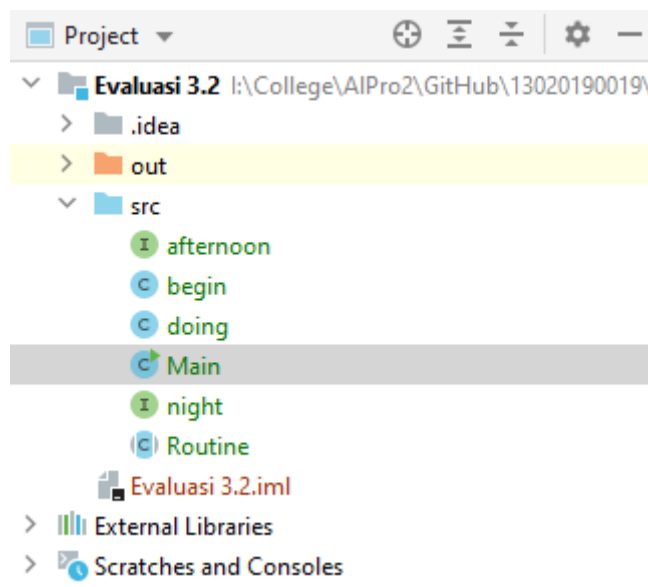 Project
Evaluasi 3.2 I:\College\AlPro2\GitHub\13020190019\
.idea
out
src
I afternoon
C begin
C doing
C Main
I night
C Routine
Evaluasi 3.2.iml
External Libraries
Scratches and Consoles